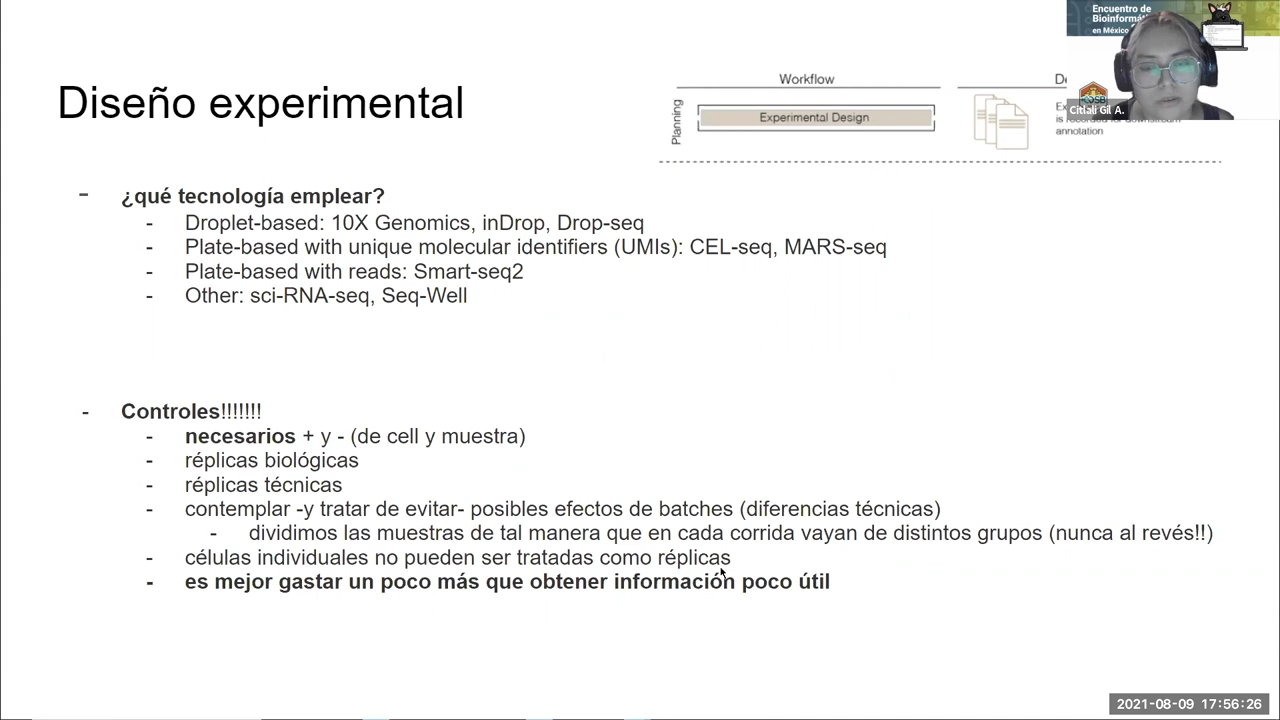 Encuentro de
Bioinformát
en México
Diseño experimental
Workflow
Planning
Experimental Design
Citlali Gil A.
annotation
- ¿qué tecnología emplear?
- Droplet-based: 10X Genomics, inDrop, Drop-seq
- Plate-based with unique molecular identifiers (UMIs): CEL-seq, MARS-seq
- Plate-based with reads: Smart-seq2
- Other: sci-RNA-seq, Seq-Well
- Controles!!!!!!!
- necesarios + y - (de cell y muestra)
- réplicas biológicas
- réplicas técnicas
- contemplar -y tratar de evitar- posibles efectos de batches (diferencias técnicas)
- dividimos las muestras de tal manera que en cada corrida vayan de distintos grupos (nunca al revés!!)
- células individuales no pueden ser tratadas como réplicas
- es mejor gastar un poco más que obtener información poco útil
2021-08-09 17:56:26